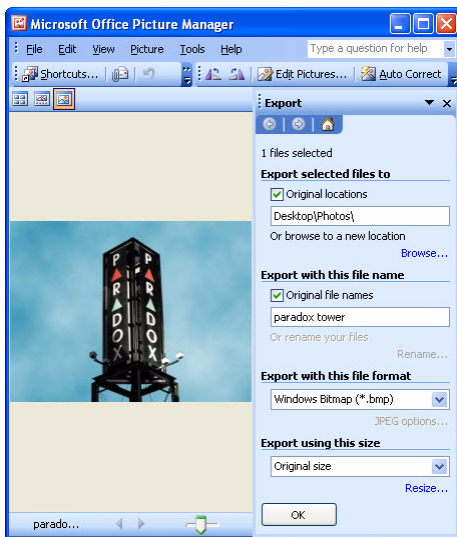 Microsoft Office Picture Manager
File Edit View Picture Tools Help Type a question for help
Shortcuts... Edit Pictures... Auto Correct
Export
1 files selected
Export selected files to
Original locations
Desktop\Photos\
Or browse to a new location
Browse...
Export with this file name
Original file names
paradox tower
Or rename your files
Rename...
Export with this file format
Windows Bitmap (*.bmp)
JPEG options...
Export using this size
Original size
Resize...
OK
PARADOX
PARADOX
parado...